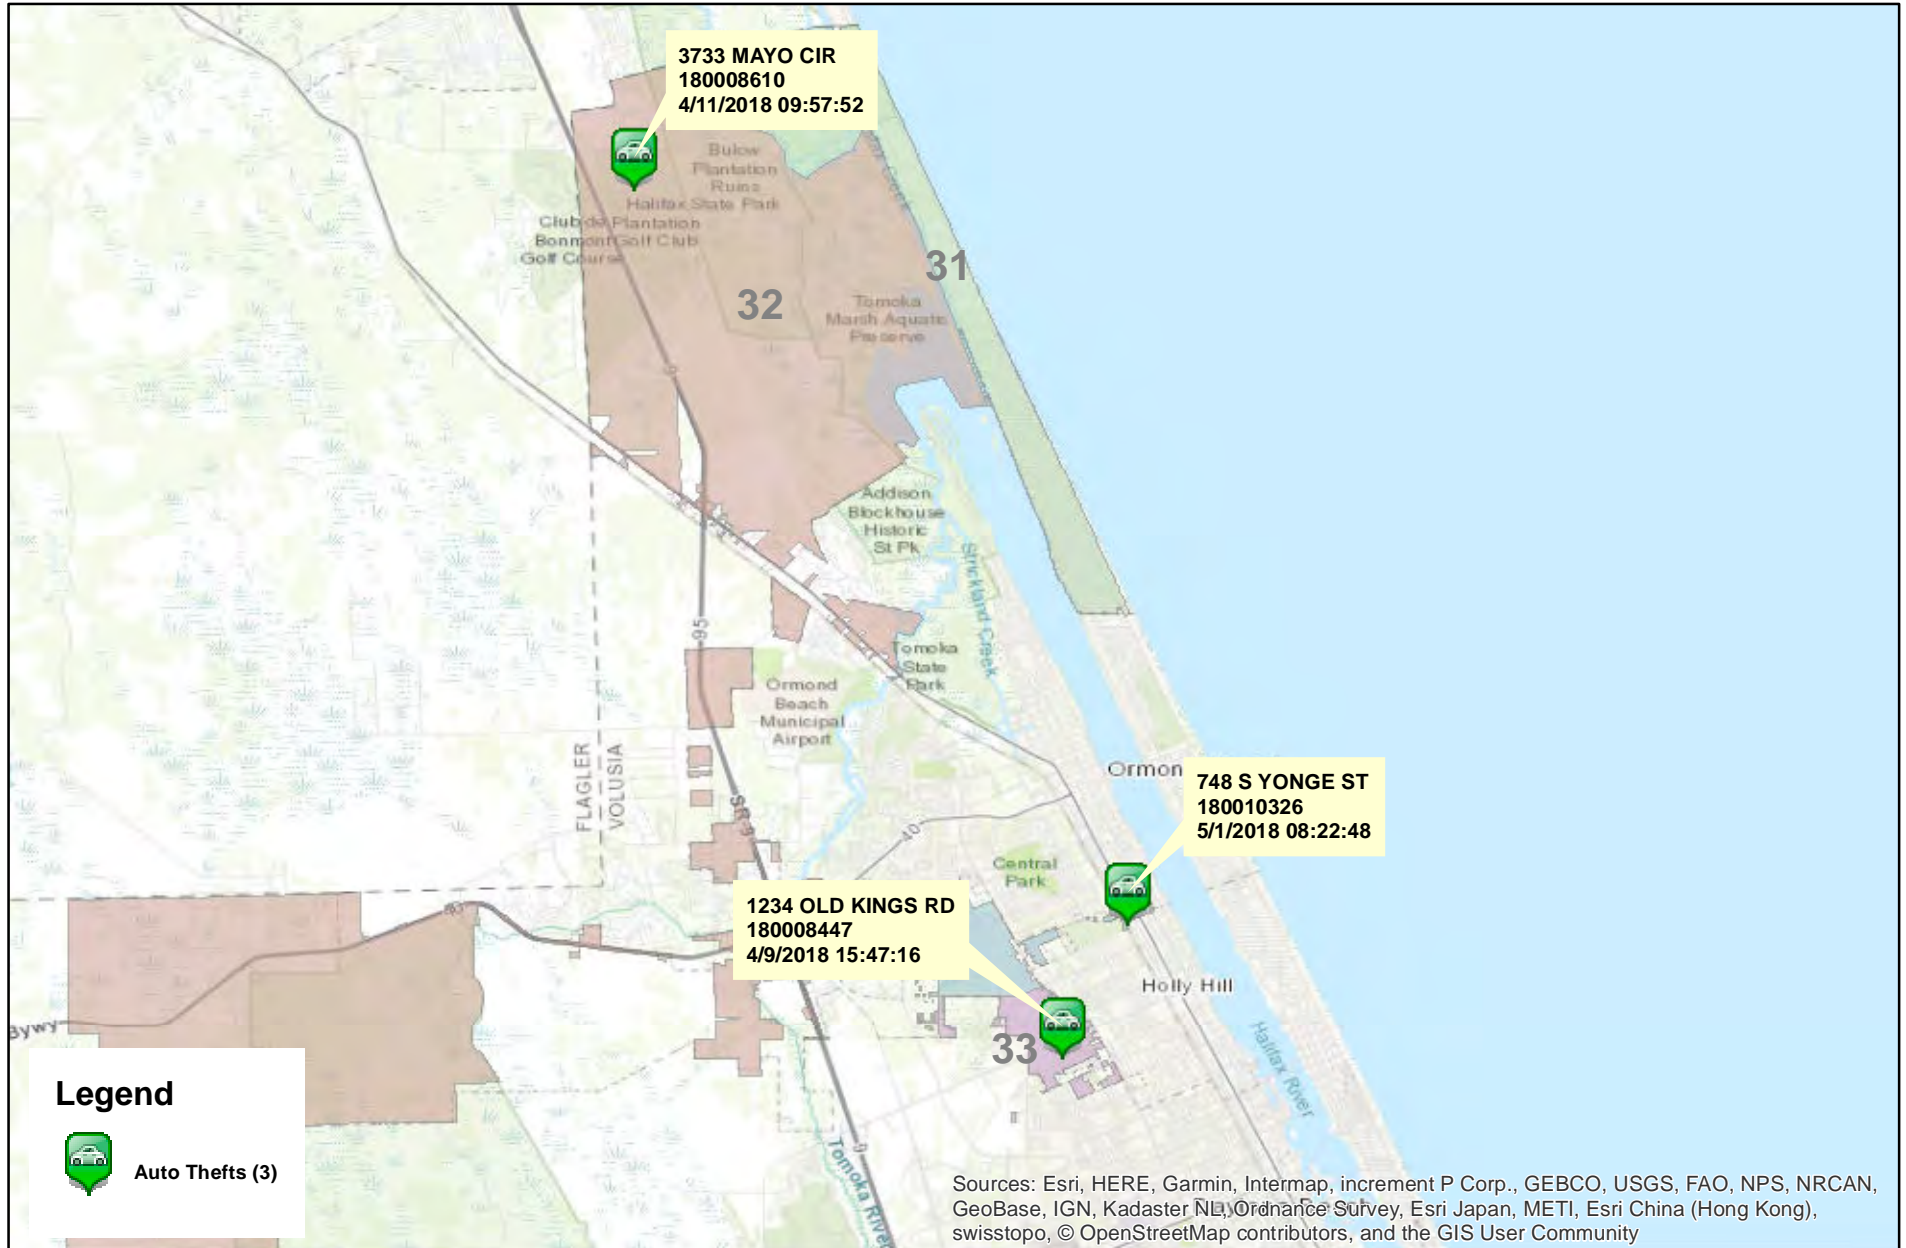 3733 MAYO CIR
180008610
4/11/2018 09:57:52
Bulow
Plantation
Ruins
Halifax State Park
Club de Plantation
Bonmont Golf Club
Golf Course
31
32
Tomoka
Marsh Aquatic
Preserve
Addison
Blockhouse
Historic
St Pk
Strickland Creek
95
Tomoka
State
Park
Ormond
Beach
Municipal
Airport
FLAGLER
VOLUSIA
SR 9
40
Ormon
748 S YONGE ST
180010326
5/1/2018 08:22:48
Central
Park
1234 OLD KINGS RD
180008447
4/9/2018 15:47:16
Holly Hill
33
Halifax River
Bywy
Tomoka River
Legend
Auto Thefts (3)
Sources: Esri, HERE, Garmin, Intermap, increment P Corp., GEBCO, USGS, FAO, NPS, NRCAN,
GeoBase, IGN, Kadaster NL, Ordnance Survey, Esri Japan, METI, Esri China (Hong Kong),
swisstopo, © OpenStreetMap contributors, and the GIS User Community